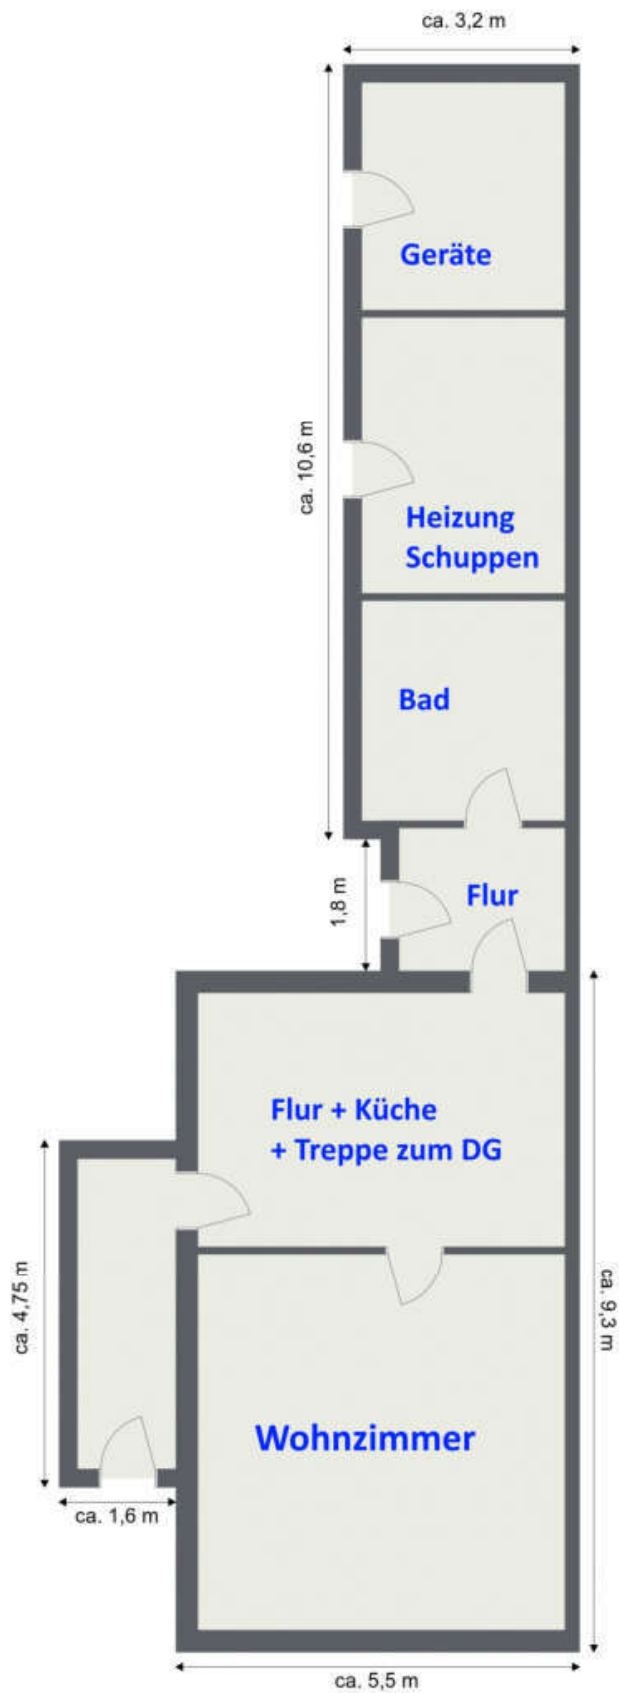 ca. 3,2 m
Geräte
ca. 10,6 m
Heizung
Schuppen
Bad
1,8 m
Flur
Flur + Küche
+ Treppe zum DG
ca. 4,75 m
ca. 9,3 m
Wohnzimmer
ca. 1,6 m
ca. 5,5 m